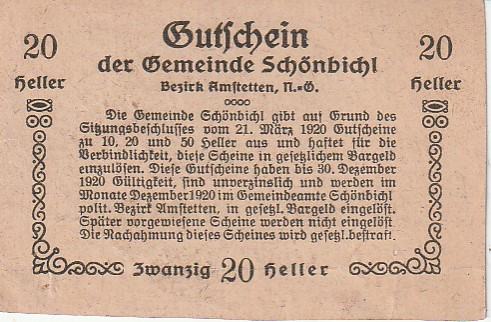 Gutschein
der Gemeinde Schönbichl
Bezirk Amstetten, N.-Ö.
20
Heller
20
Heller
Die Gemeinde Schönbichl gibt auf Grund des
Sitzungsbeschlusses vom 21. März 1920 Gutscheine
zu 10, 20 und 50 Heller aus und haftet für die
Verbindlichkeit, diese Scheine in gesetzlichem Bargeld
einzulösen. Diese Gutscheine haben bis 30. Dezember
1920 Gültigkeit, sind unverzinslich und werden im
Monate Dezember 1920 im Gemeindeamte Schönbichl
polit. Bezirk Amstetten, in gesetzl. Bargeld eingelöst.
Später vorgewiesene Scheine werden nicht eingelöst
Die Nachahmung dieses Scheines wird gesetzl. bestraft.
Zwanzig 20 Heller